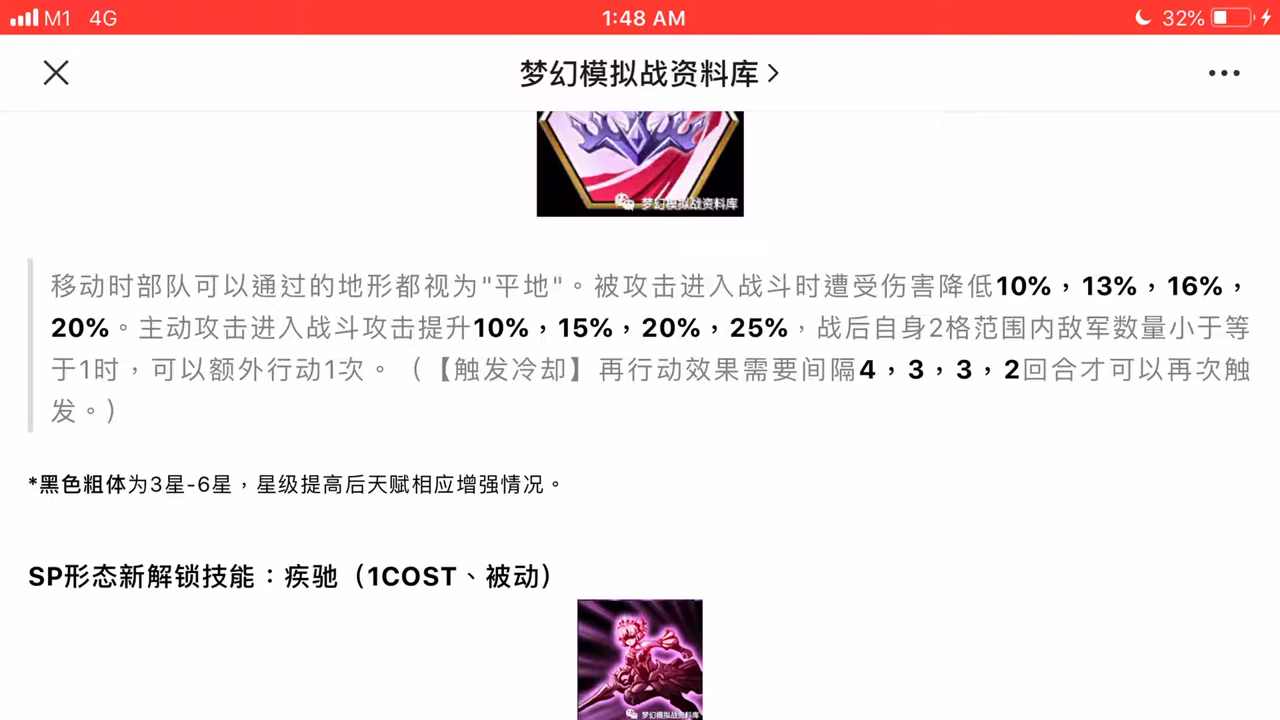 M1 4G 1:48 AM 32%
梦幻模拟战资料库
梦幻模拟战资料库
移动时部队可以通过的地形都视为"平地"。被攻击进入战斗时遭受伤害降低10%，13%，16%，
20%。主动攻击进入战斗攻击提升10%，15%，20%，25%，战后自身2格范围内敌军数量小于等
于1时，可以额外行动1次。（【触发冷却】再行动效果需要间隔4，3，3，2回合才可以再次触
发。）
*黑色粗体为3星-6星，星级提高后天赋相应增强情况。
SP形态新解锁技能：疾驰（1COST、被动）
梦幻模拟战资料库